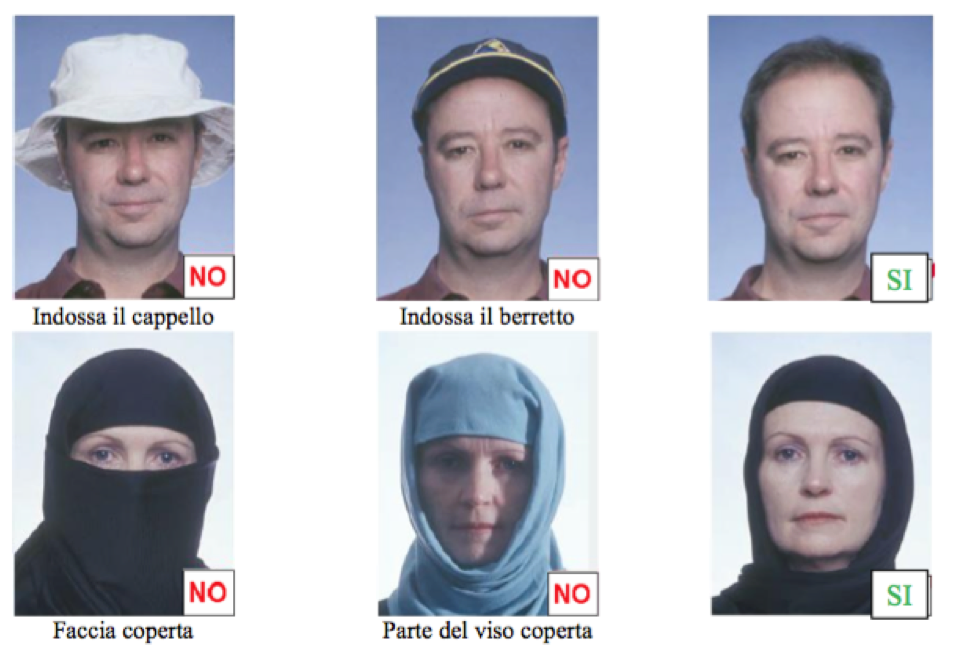 NO
NO
SI
Indossa il cappello
Indossa il berretto
NO
NO
SI
Faccia coperta
Parte del viso coperta